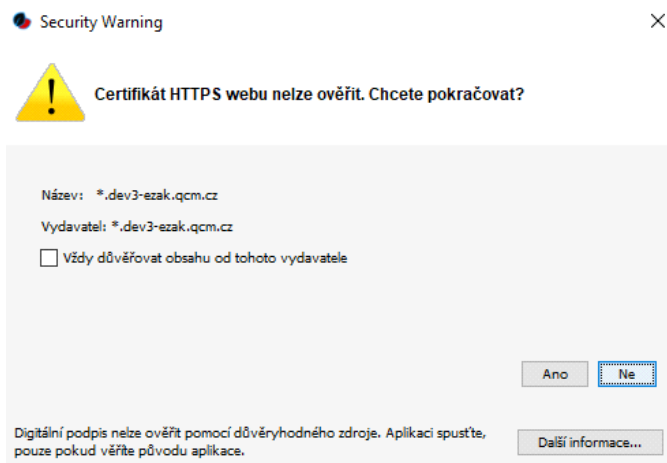 Security Warning
Certifikát HTTPS webu nelze ověřit. Chcete pokračovat?
Název: *.dev3-ezak.qcm.cz
Vydavatel: *.dev3-ezak.qcm.cz
Vždy důvěřovat obsahu od tohoto vydavatele
Ano Ne
Digitální podpis nelze ověřit pomocí důvěryhodného zdroje. Aplikaci spusťte,
pouze pokud věříte původu aplikace.
Další informace...